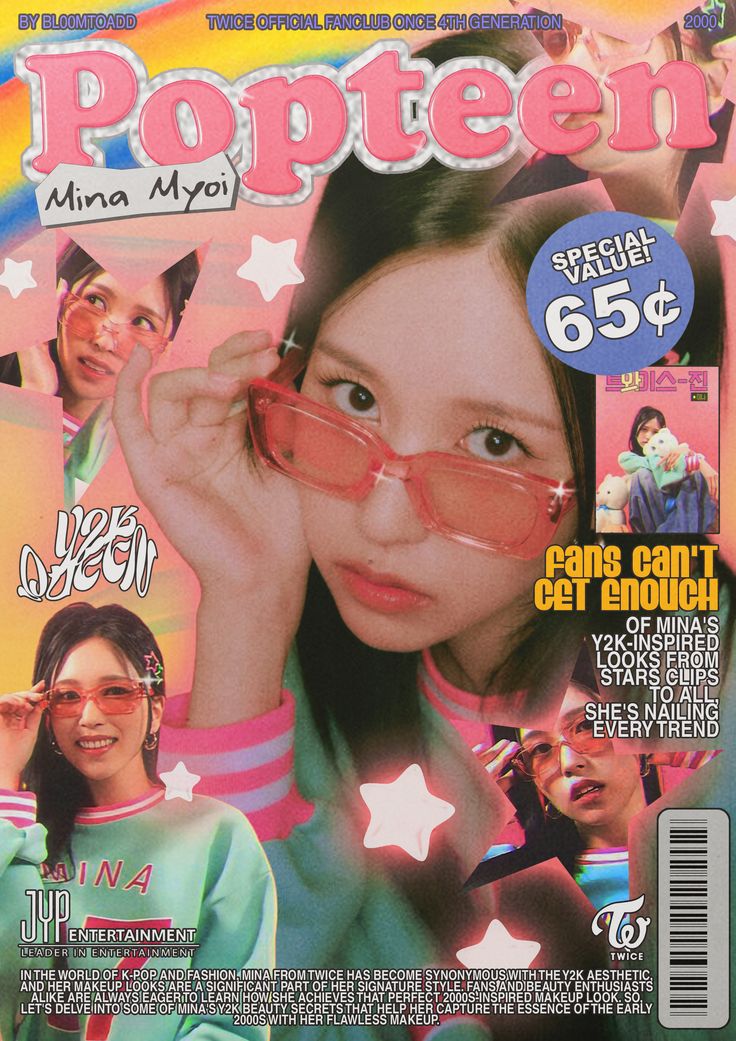 BY BL00MTOADD
TWICE OFFICIAL FANCLUB ONCE 4TH GENERATION
2000
Popteen
Mina Myoi
SPECIAL
VALUE!
65¢
트와이스-진
Y2K
QUEEN
FANS CAN'T
GET ENOUGH
OF MINA'S
Y2K-INSPIRED
LOOKS FROM
STARS CLIPS
TO ALL,
SHE'S NAILING
EVERY TREND
MINA
7
JYP ENTERTAINMENT
LEADER IN ENTERTAINMENT
TW
TWICE
IN THE WORLD OF K-POP AND FASHION, MINA FROM TWICE HAS BECOME SYNONYMOUS WITH THE Y2K AESTHETIC,
AND HER MAKEUP LOOKS ARE A SIGNIFICANT PART OF HER SIGNATURE STYLE. FANS AND BEAUTY ENTHUSIASTS
ALIKE ARE ALWAYS EAGER TO LEARN HOW SHE ACHIEVES THAT PERFECT 2000S-INSPIRED MAKEUP LOOK. SO,
LET'S DELVE INTO SOME OF MINA'S Y2K BEAUTY SECRETS THAT HELP HER CAPTURE THE ESSENCE OF THE EARLY
2000S WITH HER FLAWLESS MAKEUP.